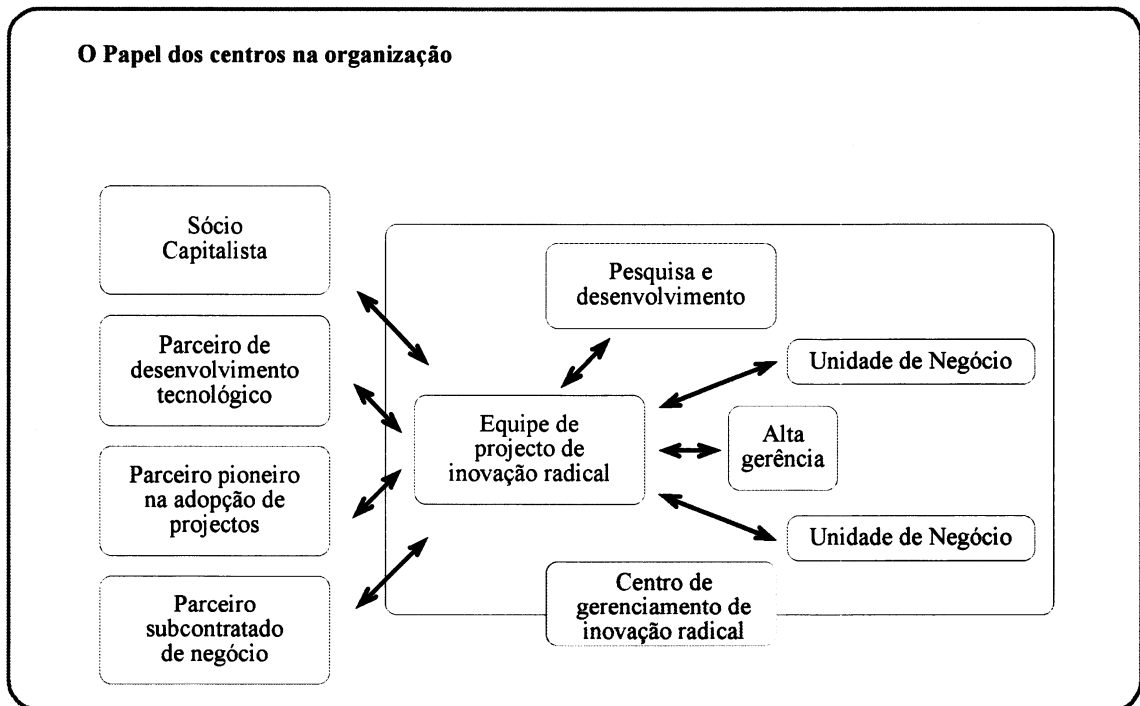 O Papel dos centros na organização
Sócio
Capitalista
Parceiro de
desenvolvimento
tecnológico
Parceiro pioneiro
na adopção de
projectos
Parceiro
subcontratado
de negócio
Pesquisa e
desenvolvimento
Equipe de
projecto de
inovação radical
Unidade de Negócio
Alta
gerência
Unidade de Negócio
Centro de
gerenciamento de
inovação radical